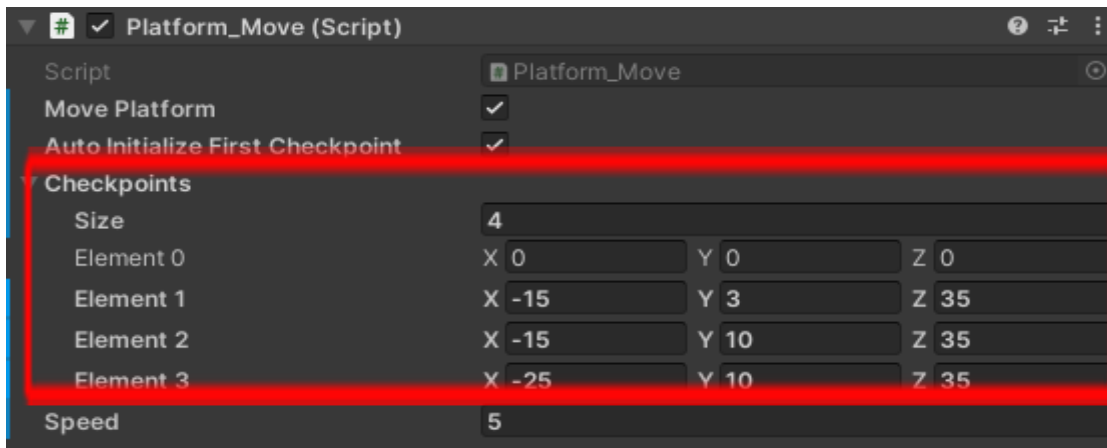 Platform_Move (Script)
Script Platform_Move
Move Platform
Auto Initialize First Checkpoint
Checkpoints
Size 4
Element 0 X 0 Y 0 Z 0
Element 1 X -15 Y 3 Z 35
Element 2 X -15 Y 10 Z 35
Element 3 X -25 Y 10 Z 35
Speed 5